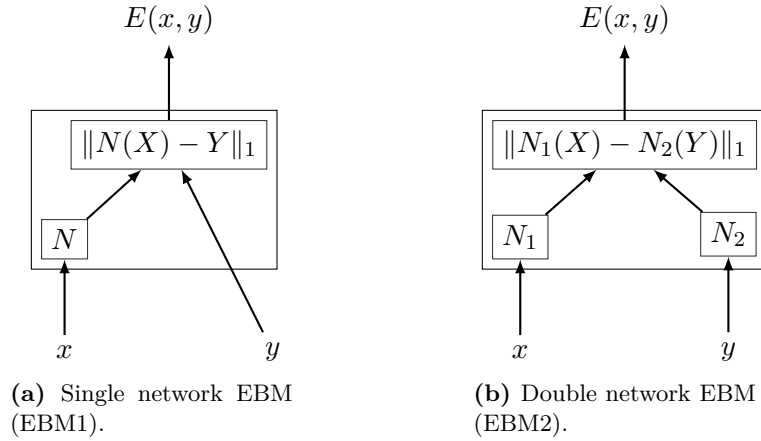 E(x, y)
‖N(X) − Y‖₁
N
x
y
(a) Single network EBM
(EBM1).
E(x, y)
‖N₁(X) − N₂(Y)‖₁
N₁
N₂
x
y
(b) Double network EBM
(EBM2).